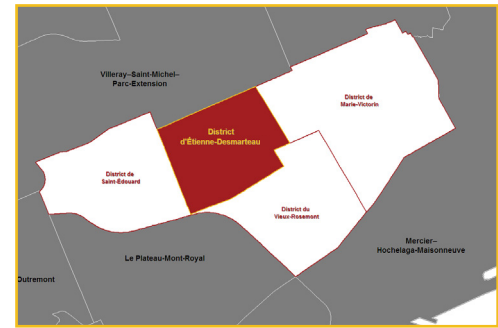 Villeray–Saint-Michel–
Parc-Extension
District de
Marie-Victorin
District
d'Étienne-Desmarteau
District de
Saint-Édouard
District du
Vieux-Rosemont
Mercier–
Hochelaga-Maisonneuve
Le Plateau-Mont-Royal
Outremont